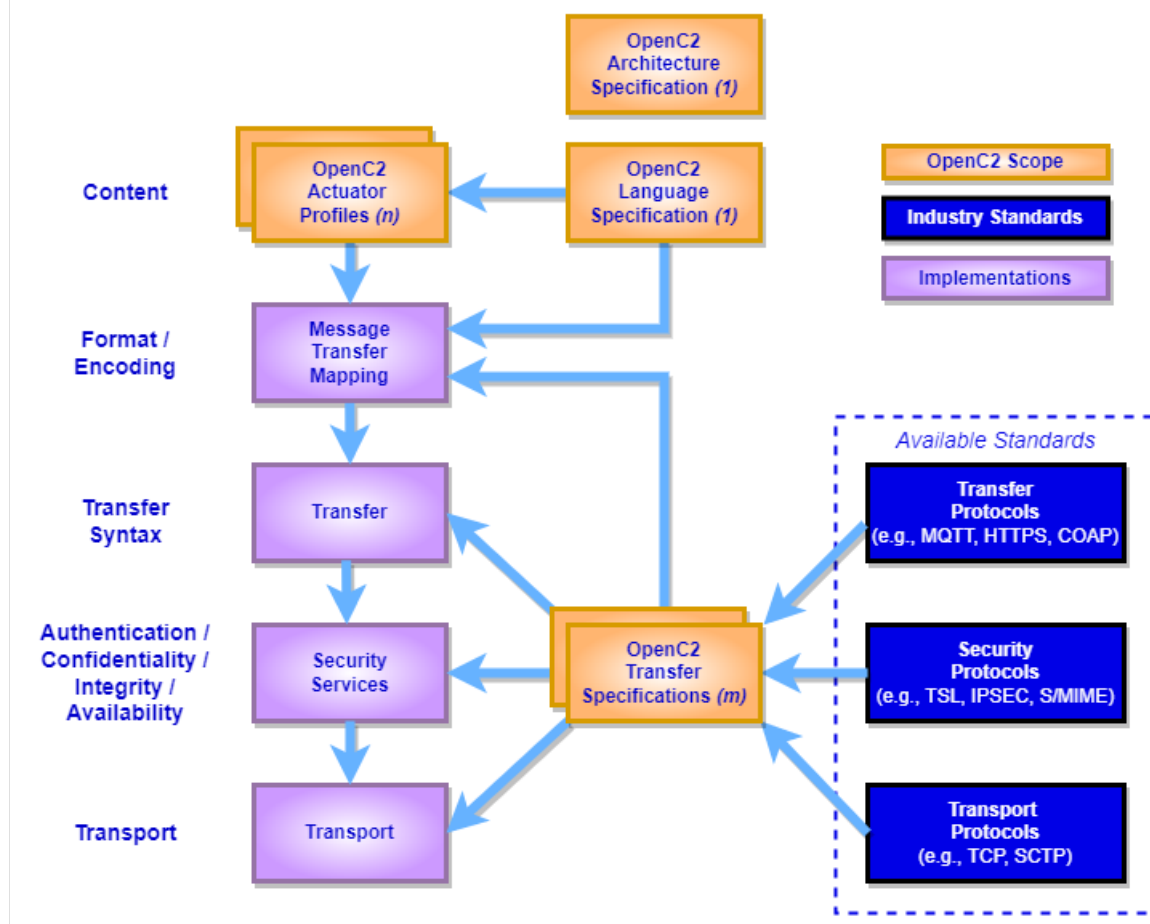 OpenC2
Architecture
Specification (1)
Content
OpenC2
Actuator
Profiles (n)
OpenC2
Language
Specification (1)
OpenC2 Scope
Industry Standards
Implementations
Format /
Encoding
Message
Transfer
Mapping
Available Standards
Transfer
Syntax
Transfer
Transfer
Protocols
(e.g., MQTT, HTTPS, COAP)
Authentication /
Confidentiality /
Integrity /
Availability
Security
Services
OpenC2
Transfer
Specifications (m)
Security
Protocols
(e.g., TSL, IPSEC, S/MIME)
Transport
Transport
Transport
Protocols
(e.g., TCP, SCTP)